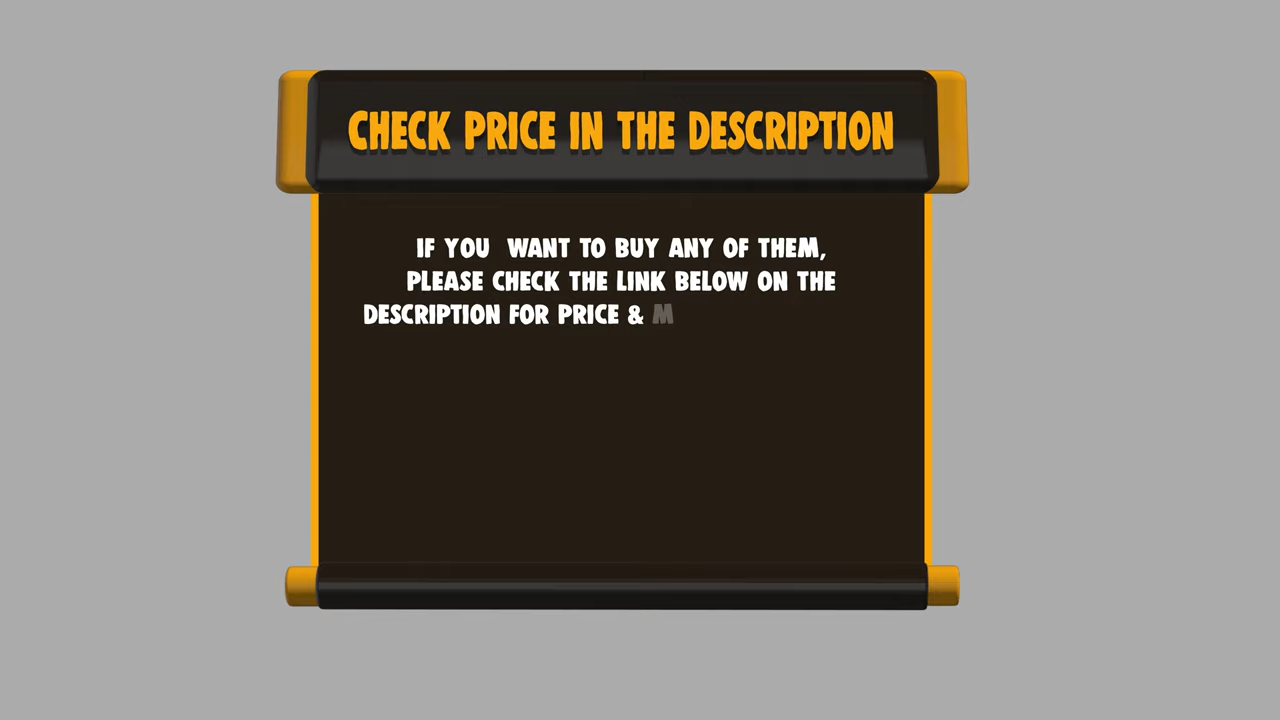 CHECK PRICE IN THE DESCRIPTION
IF YOU WANT TO BUY ANY OF THEM,
PLEASE CHECK THE LINK BELOW ON THE
DESCRIPTION FOR PRICE & M